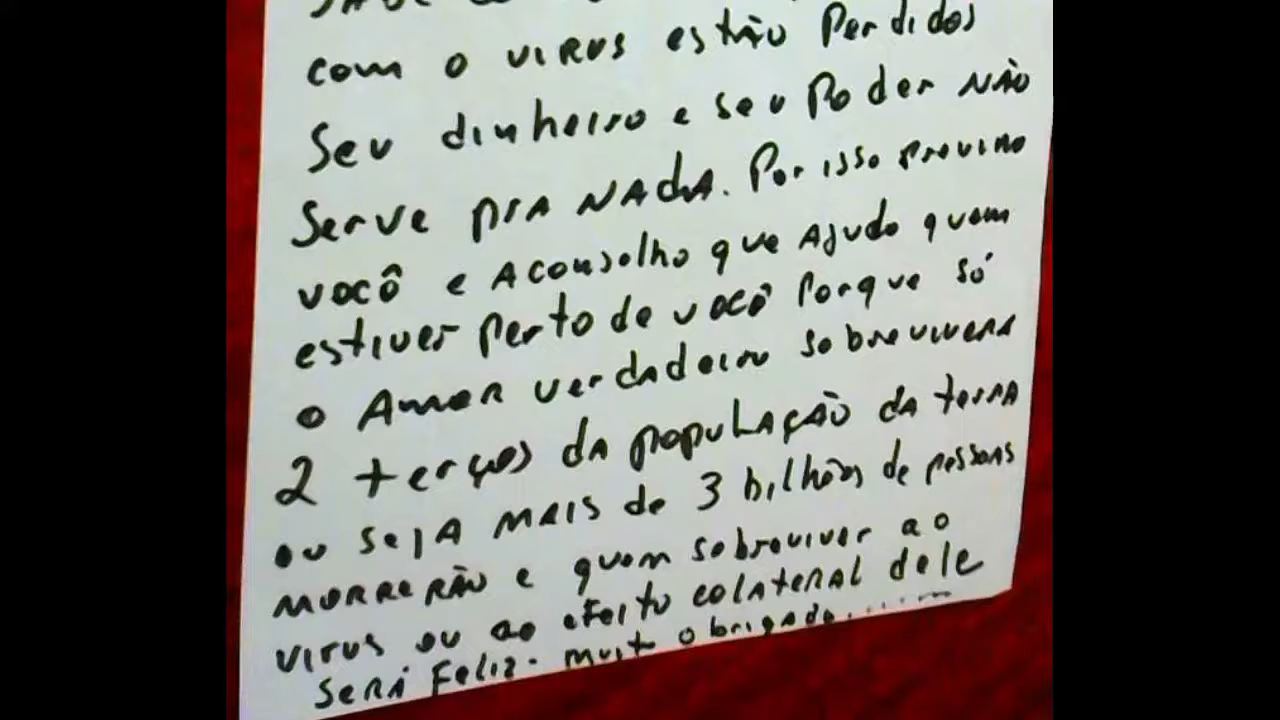 com o virus estão perdidos
Seu dinheiro e seu poder não
Serve pra nada. Por isso previno
você e aconselho que ajude quem
estiver perto de você porque só
o Amor verdadeiro sobrevivera
2 terços da população da terra
ou seja mais de 3 bilhões de pessoas
morrerão e quem sobreviver ao
virus ou ao efeito colateral dele
será feliz. muito obrigado.....